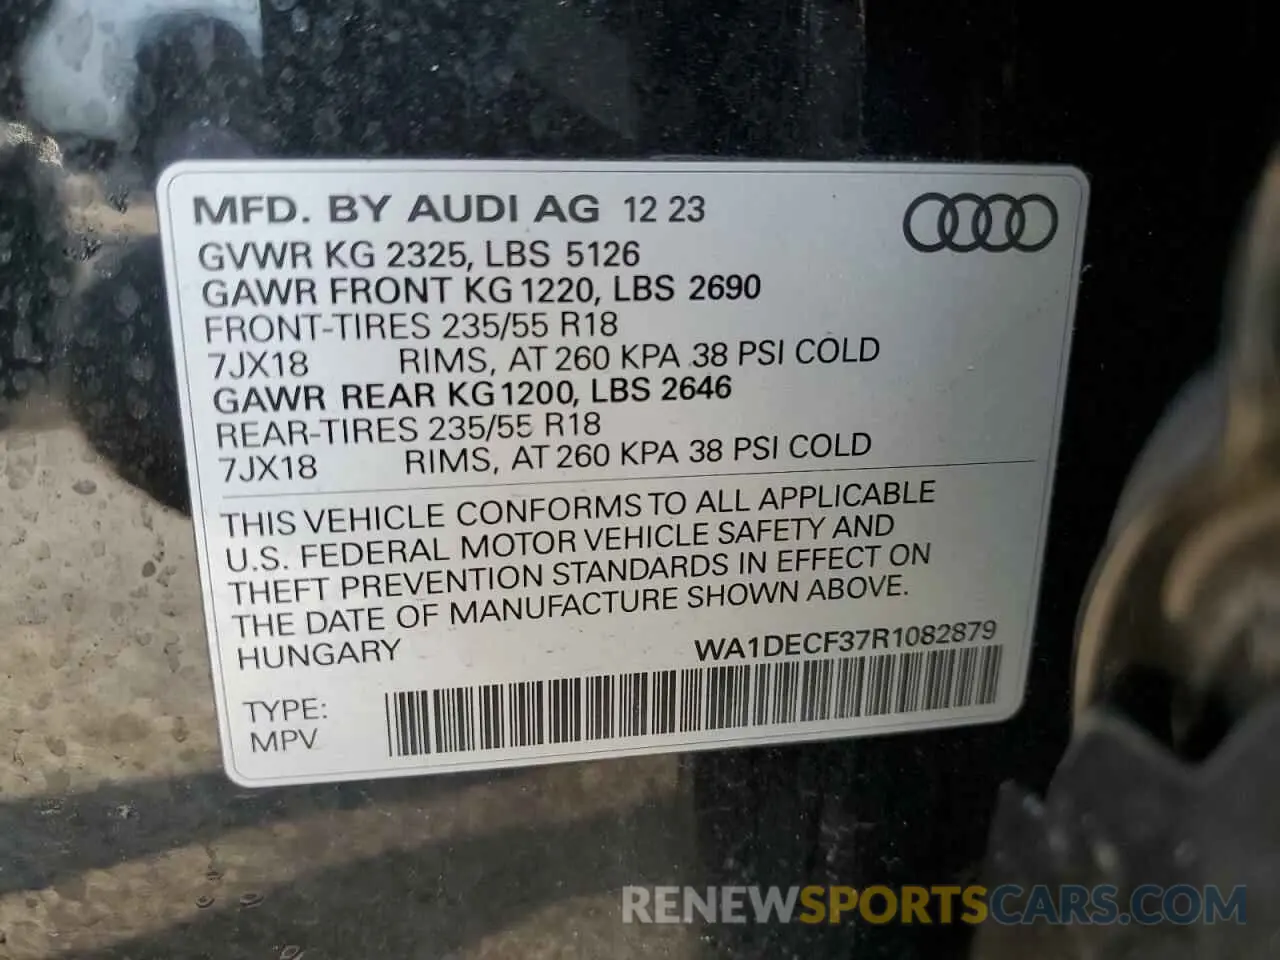 MFD. BY AUDI AG 12 23
GVWR KG 2325, LBS 5126
GAWR FRONT KG 1220, LBS 2690
FRONT-TIRES 235/55 R18
7JX18 RIMS, AT 260 KPA 38 PSI COLD
GAWR REAR KG 1200, LBS 2646
REAR-TIRES 235/55 R18
7JX18 RIMS, AT 260 KPA 38 PSI COLD
THIS VEHICLE CONFORMS TO ALL APPLICABLE
U.S. FEDERAL MOTOR VEHICLE SAFETY AND
THEFT PREVENTION STANDARDS IN EFFECT ON
THE DATE OF MANUFACTURE SHOWN ABOVE.
HUNGARY WA1DECF37R1082879
TYPE:
MPV
RENEWSPORTSCARS.COM